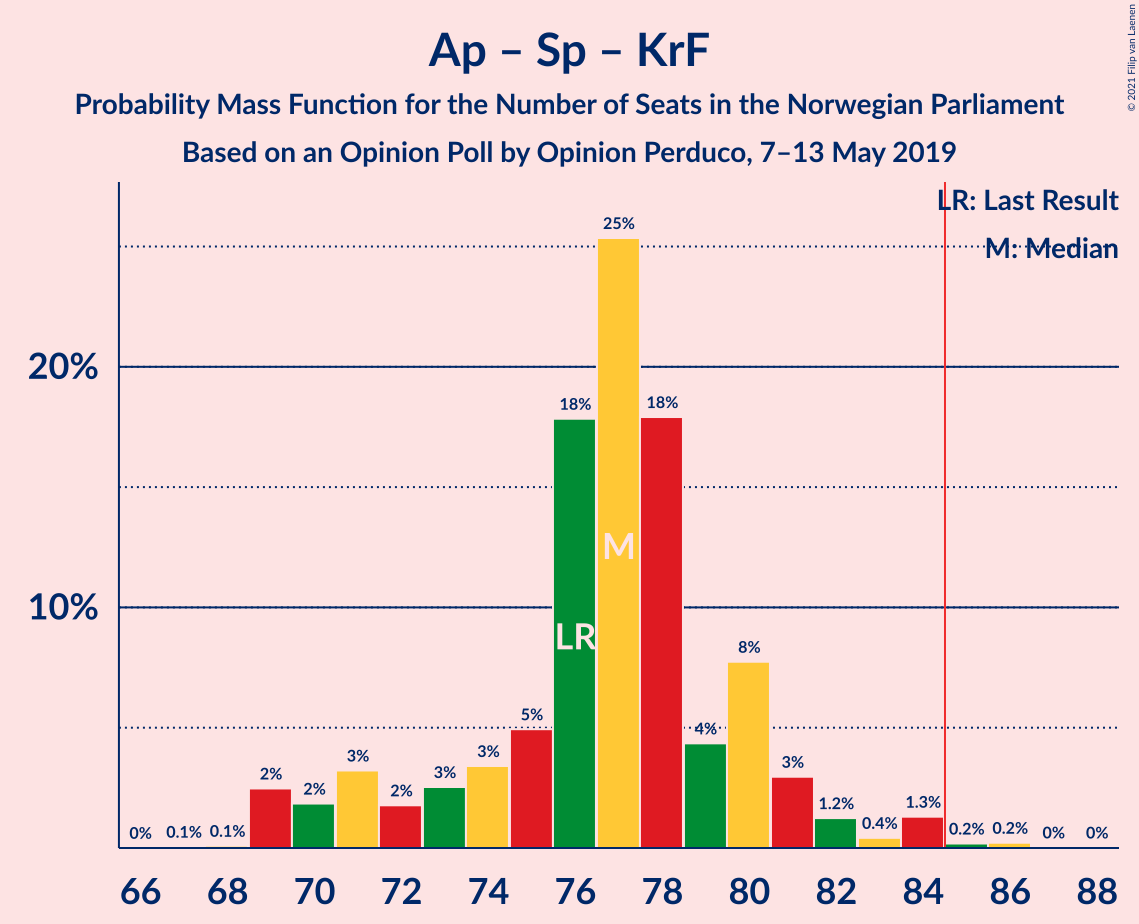 Ap – Sp – KrF
Probability Mass Function for the Number of Seats in the Norwegian Parliament
Based on an Opinion Poll by Opinion Perduco, 7–13 May 2019
© 2021 Filip van Laenen
LR: Last Result
M: Median
25%
20%
18%
18%
M
10%
LR
8%
5%
4%
3%
3%
3%
3%
2%
2%
2%
1.2%
0.4%
1.3%
0.2%
0.2%
0%
0.1%
0.1%
0%
0%
66 68 70 72 74 76 78 80 82 84 86 88